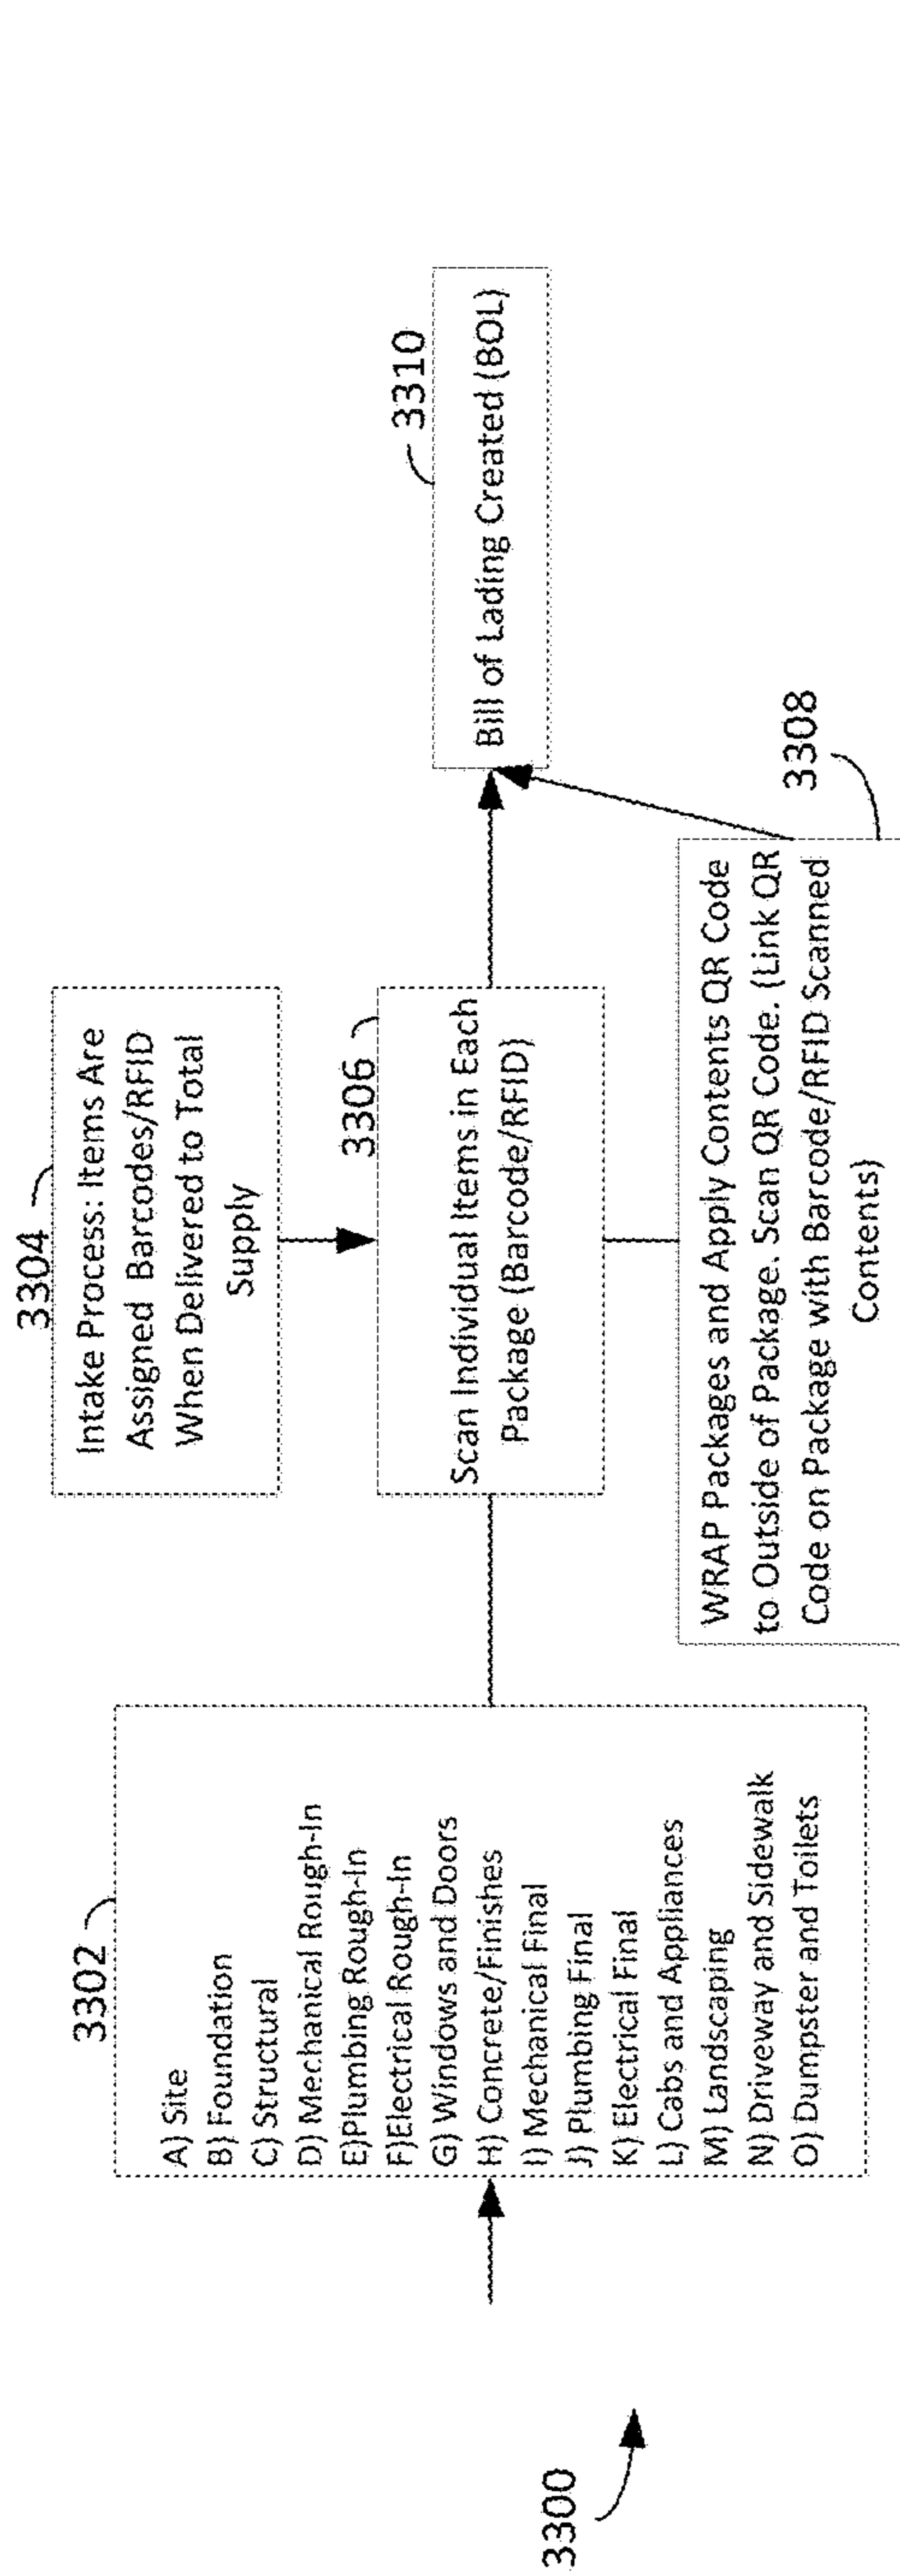 3300
3302
A) Site
B) Foundation
C) Structural
D) Mechanical Rough-In
E)Plumbing Rough-In
F)Electrical Rough-In
G) Windows and Doors
H) Concrete/Finishes
I) Mechanical Final
J) Plumbing Final
K) Electrical Final
L) Cabs and Appliances
M) Landscaping
N) Driveway and Sidewalk
O) Dumpster and Toilets
3304
Intake Process: Items Are
Assigned Barcodes/RFID
When Delivered to Total
Supply
3306
Scan Individual Items in Each
Package (Barcode/RFID)
3308
WRAP Packages and Apply Contents QR Code
to Outside of Package. Scan QR Code. (Link QR
Code on Package with Barcode/RFID Scanned
Contents)
3310
Bill of Lading Created (BOL)